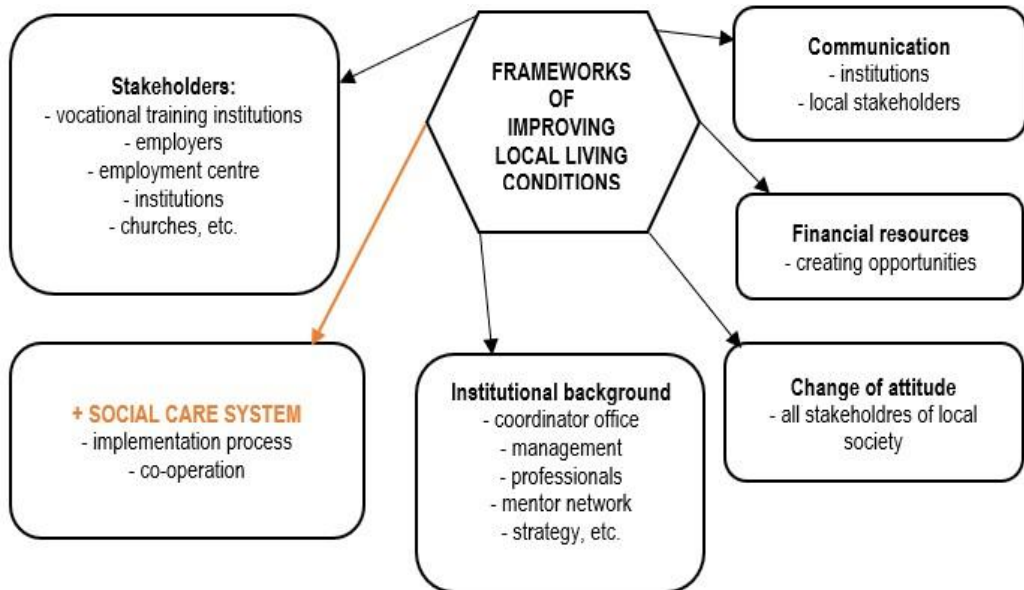 FRAMEWORKS
OF
IMPROVING
LOCAL LIVING
CONDITIONS
Stakeholders:
- vocational training institutions
- employers
- employment centre
- institutions
- churches, etc.
Communication
- institutions
- local stakeholders
Financial resources
- creating opportunities
+ SOCIAL CARE SYSTEM
- implementation process
- co-operation
Institutional background
- coordinator office
- management
- professionals
- mentor network
- strategy, etc.
Change of attitude
- all stakeholdres of local
society